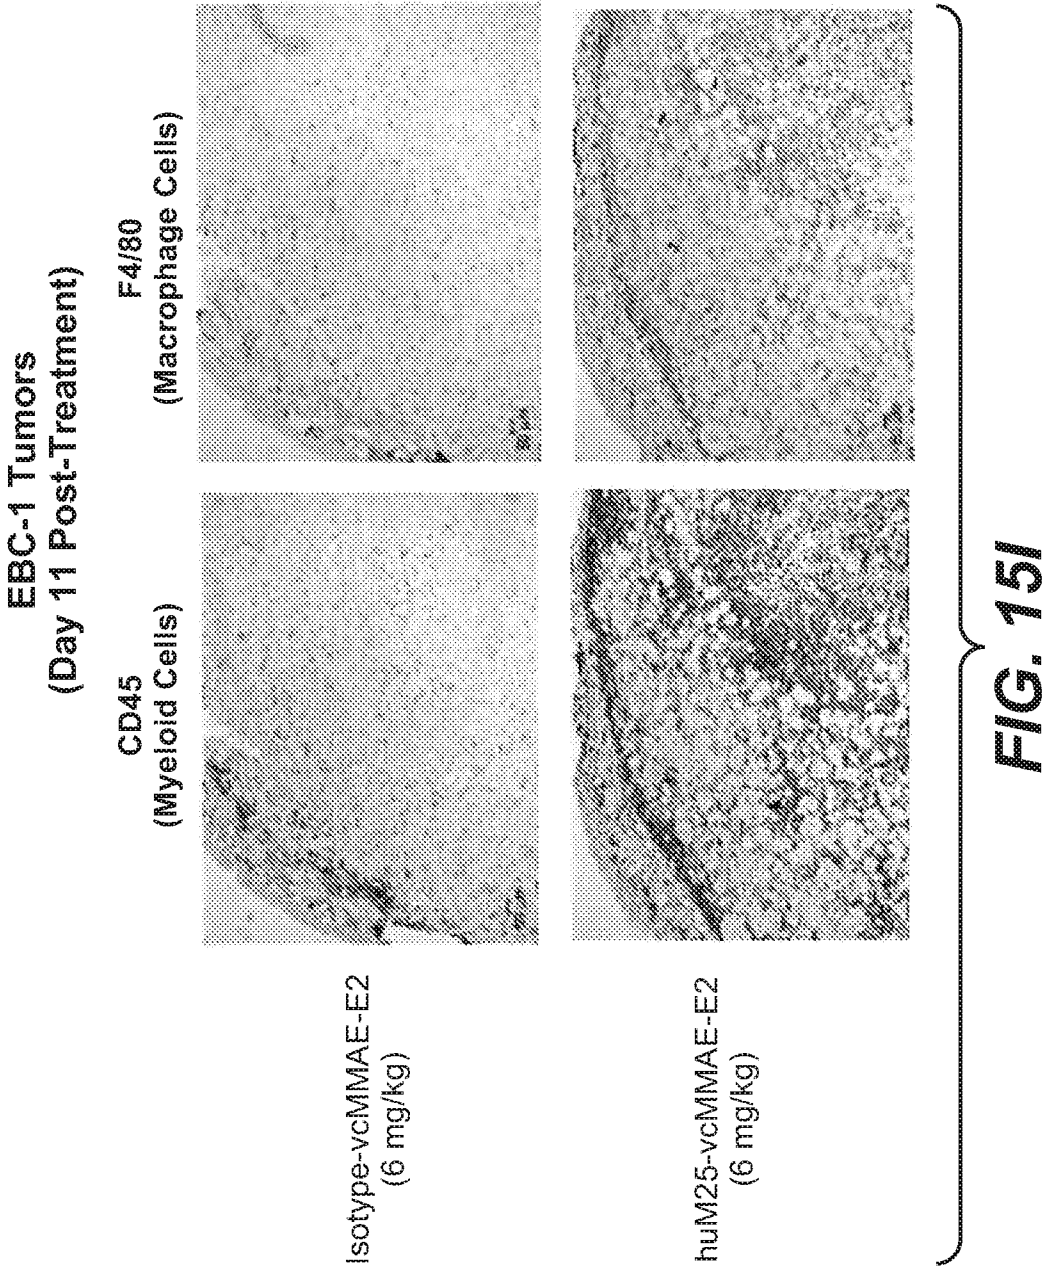 EBC-1 Tumors
(Day 11 Post-Treatment)
CD45
(Myeloid Cells)
F4/80
(Macrophage Cells)
Isotype-vcMMAE-E2
(6 mg/kg)
huM25-vcMMAE-E2
(6 mg/kg)
FIG. 15I